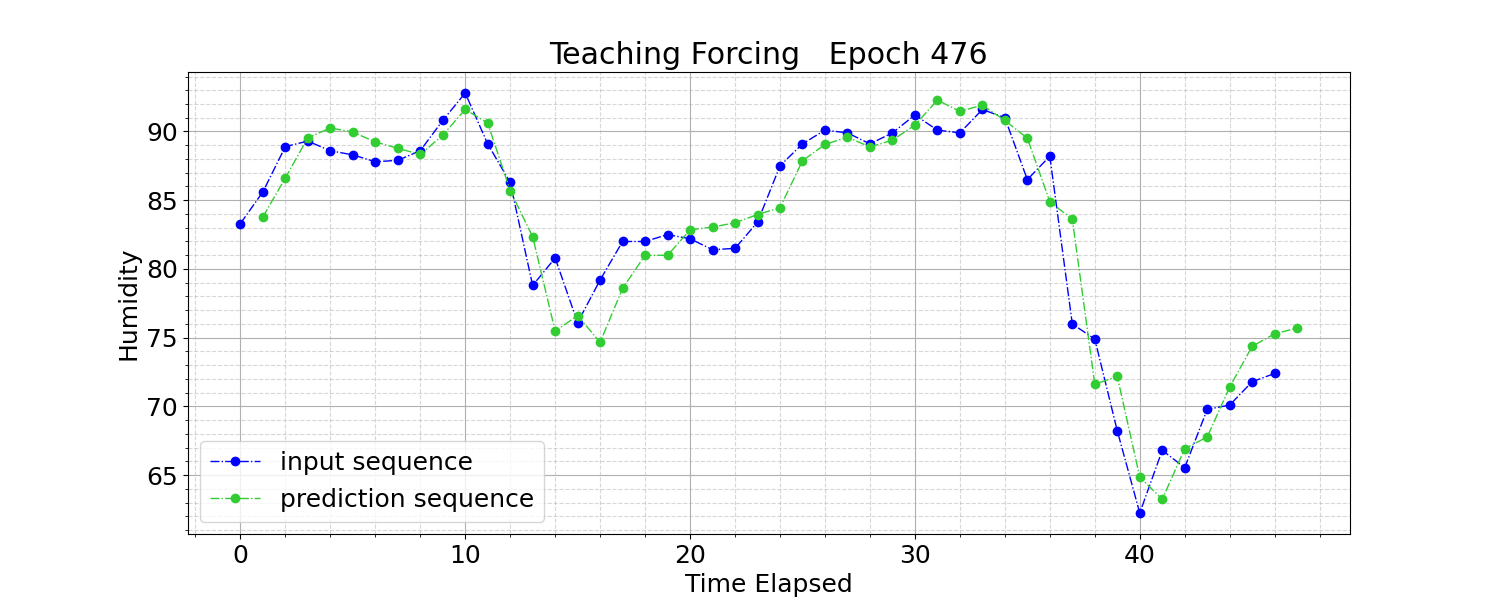 Teaching Forcing   Epoch 476
90
85
80
75
70
65
Humidity
input sequence
prediction sequence
0 10 20 30 40
Time Elapsed